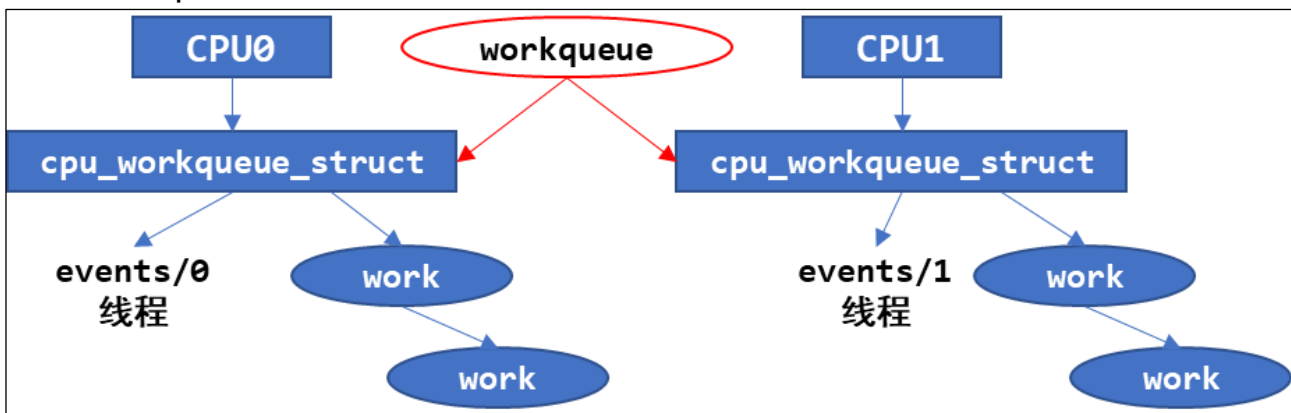 CPU0
workqueue
CPU1
cpu_workqueue_struct
cpu_workqueue_struct
events/0
线程
work
events/1
线程
work
work
work